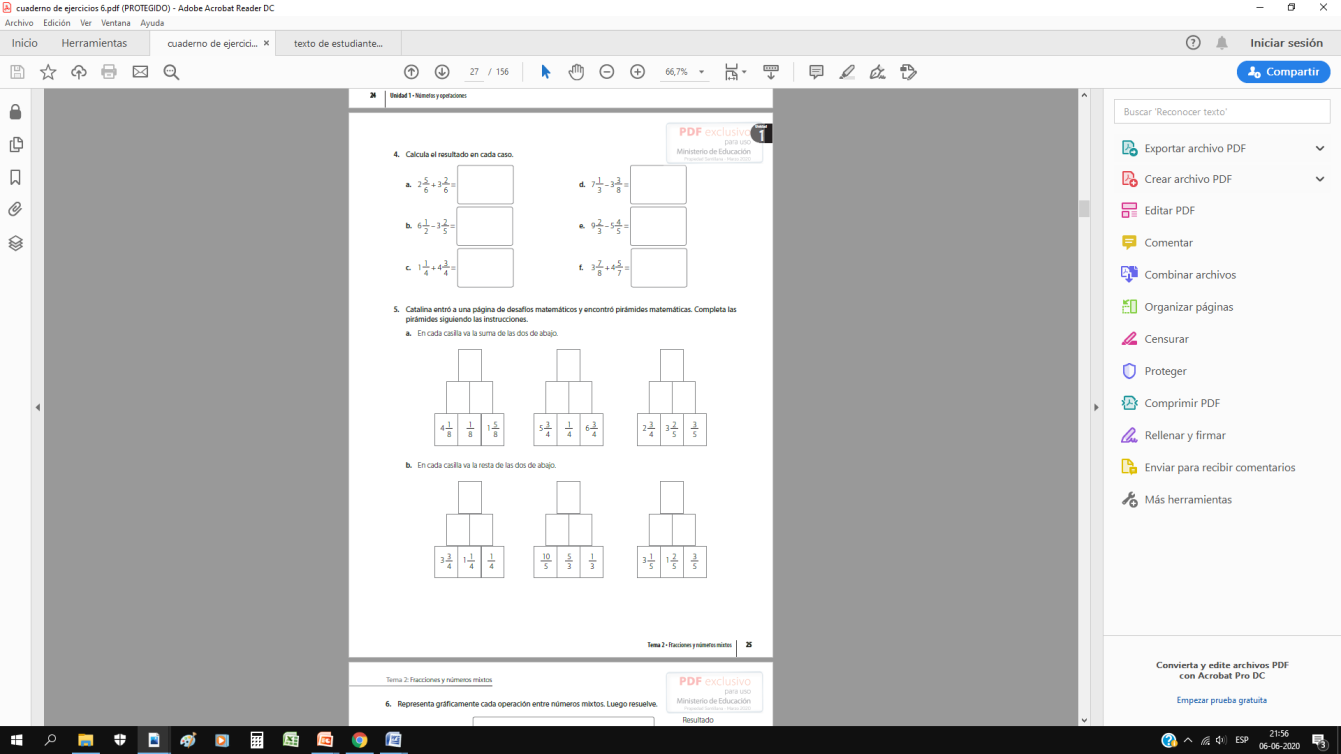 cuaderno de ejercicios 6.pdf (PROTEGIDO) - Adobe Acrobat Reader DC
Archivo Edición Ver Ventana Ayuda
Inicio Herramientas cuaderno de ejerci... × texto de estudiante... Iniciar sesión
27 / 156 66,7% Compartir
24 Unidad 1 • Números y operaciones
PDF exclusivo
para uso
Ministerio de Educación
Unidad
1
4. Calcula el resultado en cada caso.
a. 2 5/6 + 3 2/6 = d. 7 1/3 – 3 3/8 =
b. 6 1/2 – 3 2/5 = e. 9 2/3 – 5 4/5 =
c. 1 1/4 + 4 3/4 = f. 3 7/8 + 4 5/7 =
5. Catalina entró a una página de desafíos matemáticos y encontró pirámides matemáticas. Completa las
pirámides siguiendo las instrucciones.
a. En cada casilla va la suma de las dos de abajo.
4 1/8 1/8 1 5/8 5 3/4 1/4 6 3/4 2 3/4 3 2/5 3/5
b. En cada casilla va la resta de las dos de abajo.
3 3/4 1 1/4 1/4 10/5 5/3 1/3 3 1/5 1 2/5 3/5
Tema 2 • Fracciones y números mixtos 25
Tema 2: Fracciones y números mixtos
PDF exclusivo
para uso
Ministerio de Educación
6. Representa gráficamente cada operación entre números mixtos. Luego resuelve.
Resultado
Buscar 'Reconocer texto'
Exportar archivo PDF
Crear archivo PDF
Editar PDF
Comentar
Combinar archivos
Organizar páginas
Censurar
Proteger
Comprimir PDF
Rellenar y firmar
Enviar para recibir comentarios
Más herramientas
Convierta y edite archivos PDF
con Acrobat Pro DC
Empezar prueba gratuita
ESP
21:56
06-06-2020
3